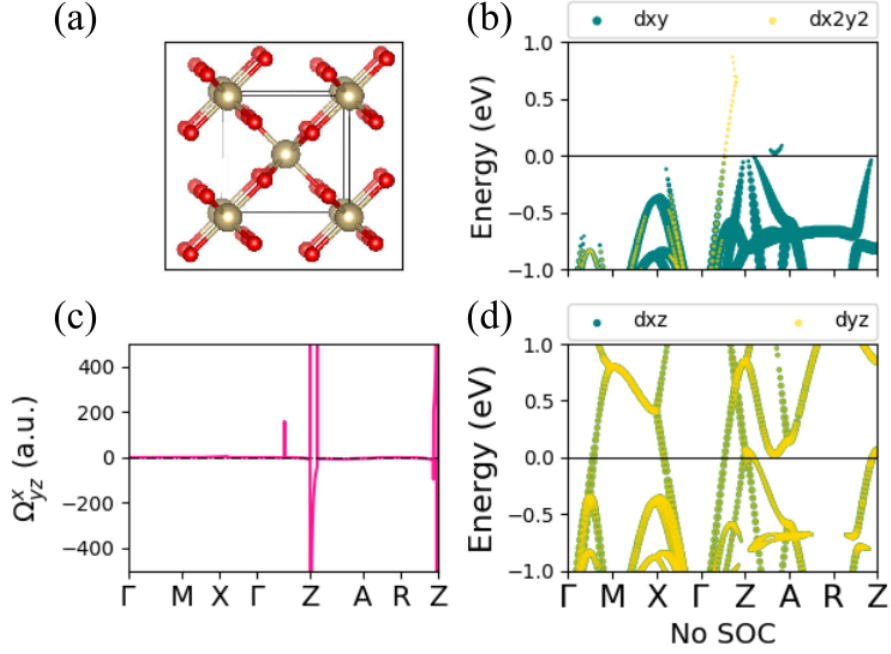 (a)
(b)
dxy dx2y2
1.0
0.5
0.0
−0.5
−1.0
Energy (eV)
(c)
400
200
0
−200
−400
Ω^x_yz (a.u.)
Γ M X Γ Z A R Z
(d)
dxz dyz
1.0
0.5
0.0
−0.5
−1.0
Energy (eV)
Γ M X Γ Z A R Z
No SOC